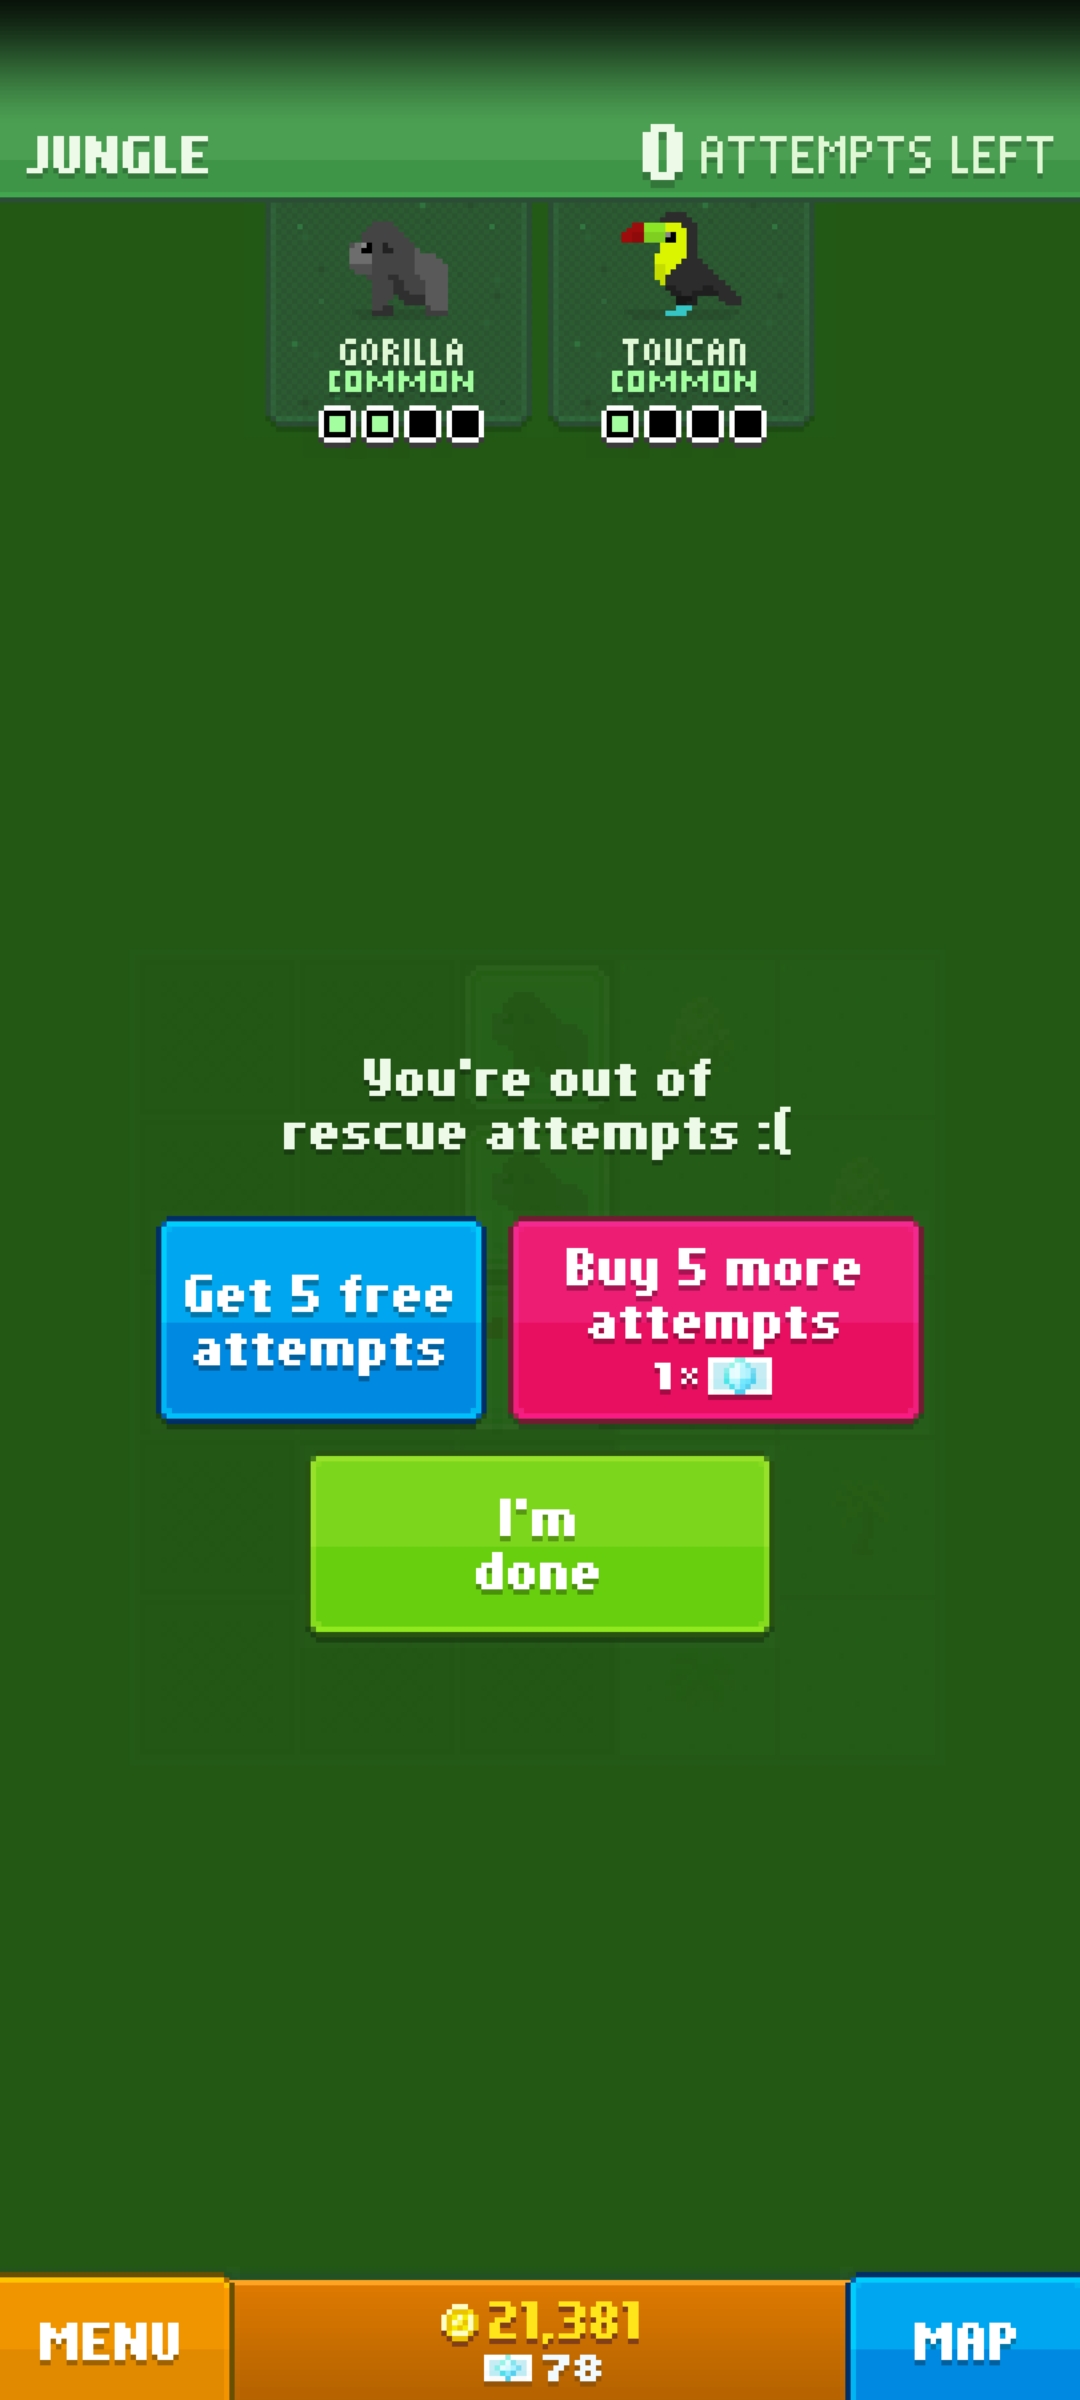 JUNGLE
0 ATTEMPTS LEFT
GORILLA
COMMON
TOUCAN
COMMON
You're out of
rescue attempts :(
Get 5 free
attempts
Buy 5 more
attempts
1×
I'm
done
MENU
21,381
78
MAP